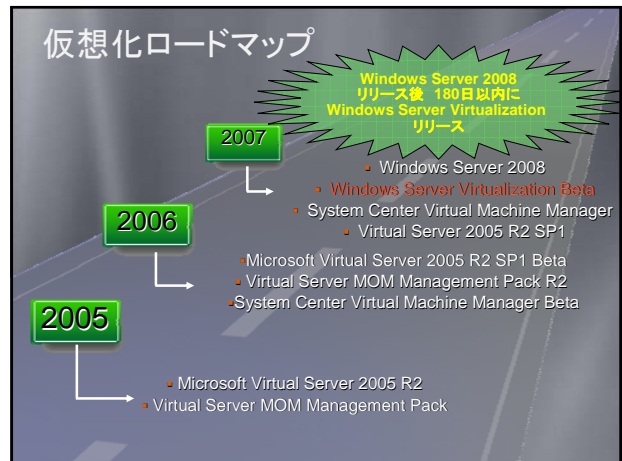 仮想化ロードマップ
Windows Server 2008
リリース後 180日以内に
Windows Server Virtualization
リリース
2007
Windows Server 2008
Windows Server Virtualization Beta
System Center Virtual Machine Manager
Virtual Server 2005 R2 SP1
2006
Microsoft Virtual Server 2005 R2 SP1 Beta
Virtual Server MOM Management Pack R2
System Center Virtual Machine Manager Beta
2005
Microsoft Virtual Server 2005 R2
Virtual Server MOM Management Pack